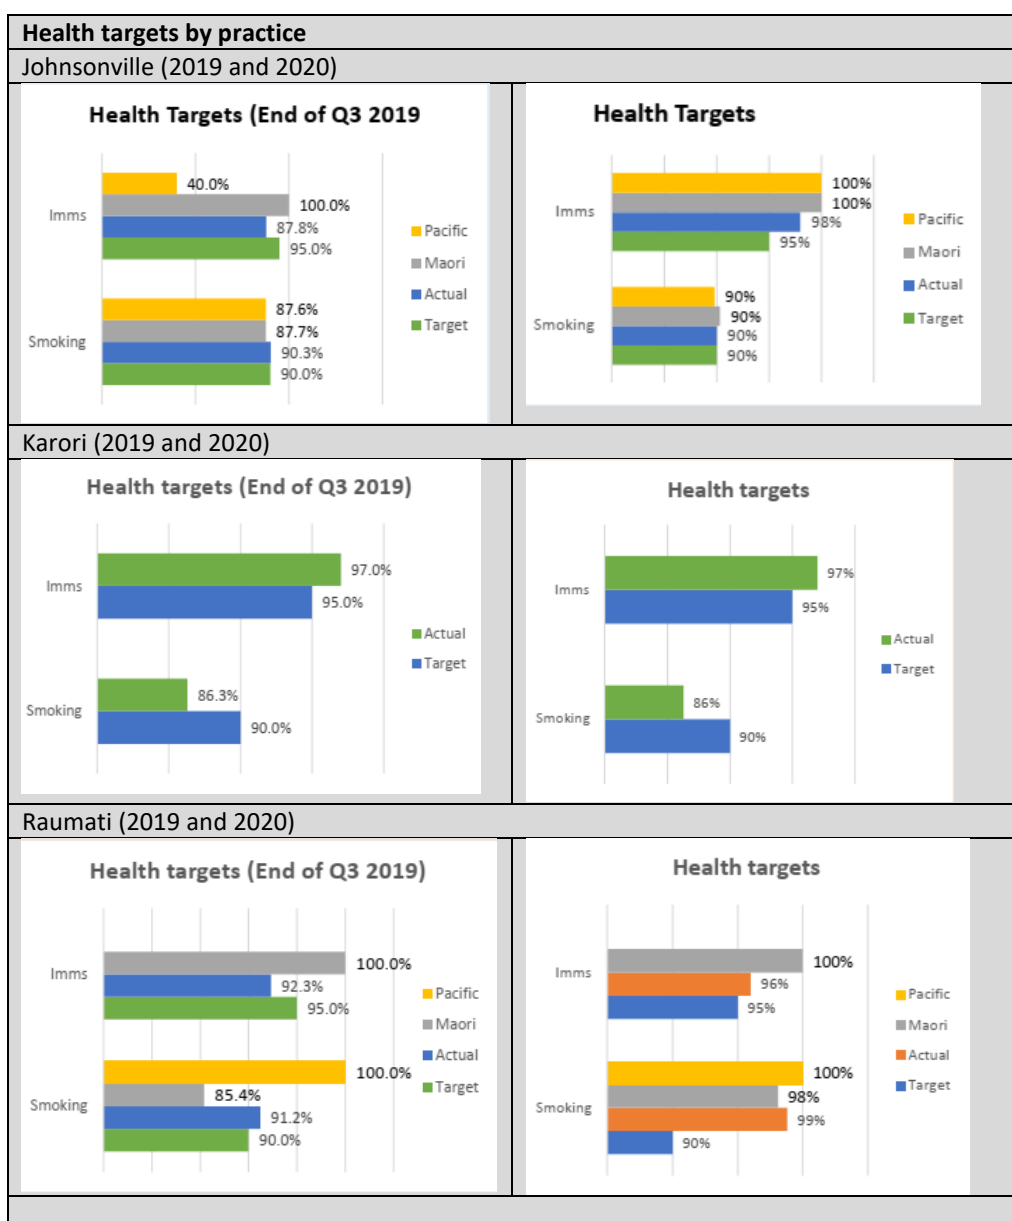 Health targets by practice
Johnsonville (2019 and 2020)
Health Targets (End of Q3 2019
Imms
40.0%
100.0%
87.8%
95.0%
Smoking
87.6%
87.7%
90.3%
90.0%
Pacific
Maori
Actual
Target
Health Targets
Imms
100%
100%
98%
95%
Smoking
90%
90%
90%
90%
Pacific
Maori
Actual
Target
Karori (2019 and 2020)
Health targets (End of Q3 2019)
Imms
97.0%
95.0%
Smoking
86.3%
90.0%
Actual
Target
Health targets
Imms
97%
95%
Smoking
86%
90%
Actual
Target
Raumati (2019 and 2020)
Health targets (End of Q3 2019)
Imms
100.0%
92.3%
95.0%
Smoking
100.0%
85.4%
91.2%
90.0%
Pacific
Maori
Actual
Target
Health targets
Imms
100%
96%
95%
Smoking
100%
98%
99%
90%
Pacific
Maori
Actual
Target